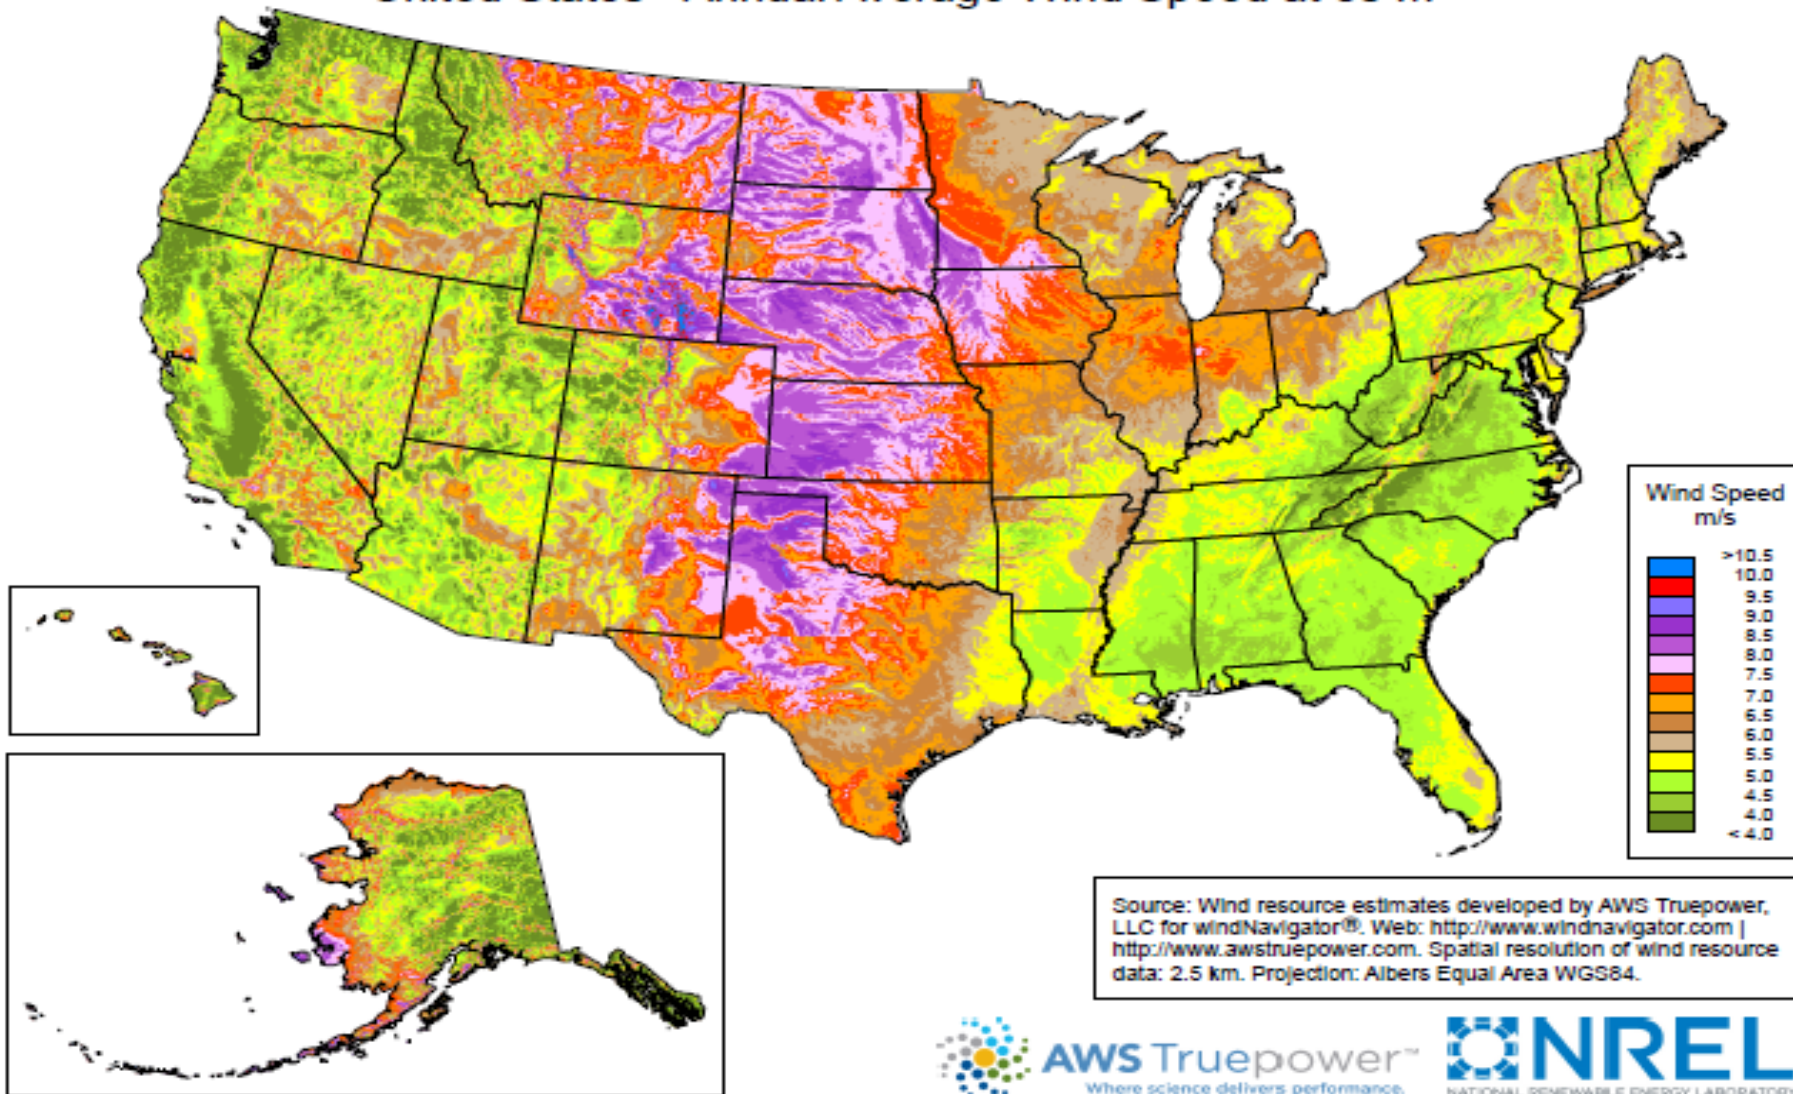 Wind Speed
m/s
>10.5
10.0
9.5
9.0
8.5
8.0
7.5
7.0
6.5
6.0
5.5
5.0
4.5
4.0
< 4.0
Source: Wind resource estimates developed by AWS Truepower,
LLC for windNavigator®. Web: http://www.windnavigator.com |
http://www.awstruepower.com. Spatial resolution of wind resource
data: 2.5 km. Projection: Albers Equal Area WGS84.
AWS Truepower™
Where science delivers performance.
NREL
NATIONAL RENEWABLE ENERGY LABORATORY